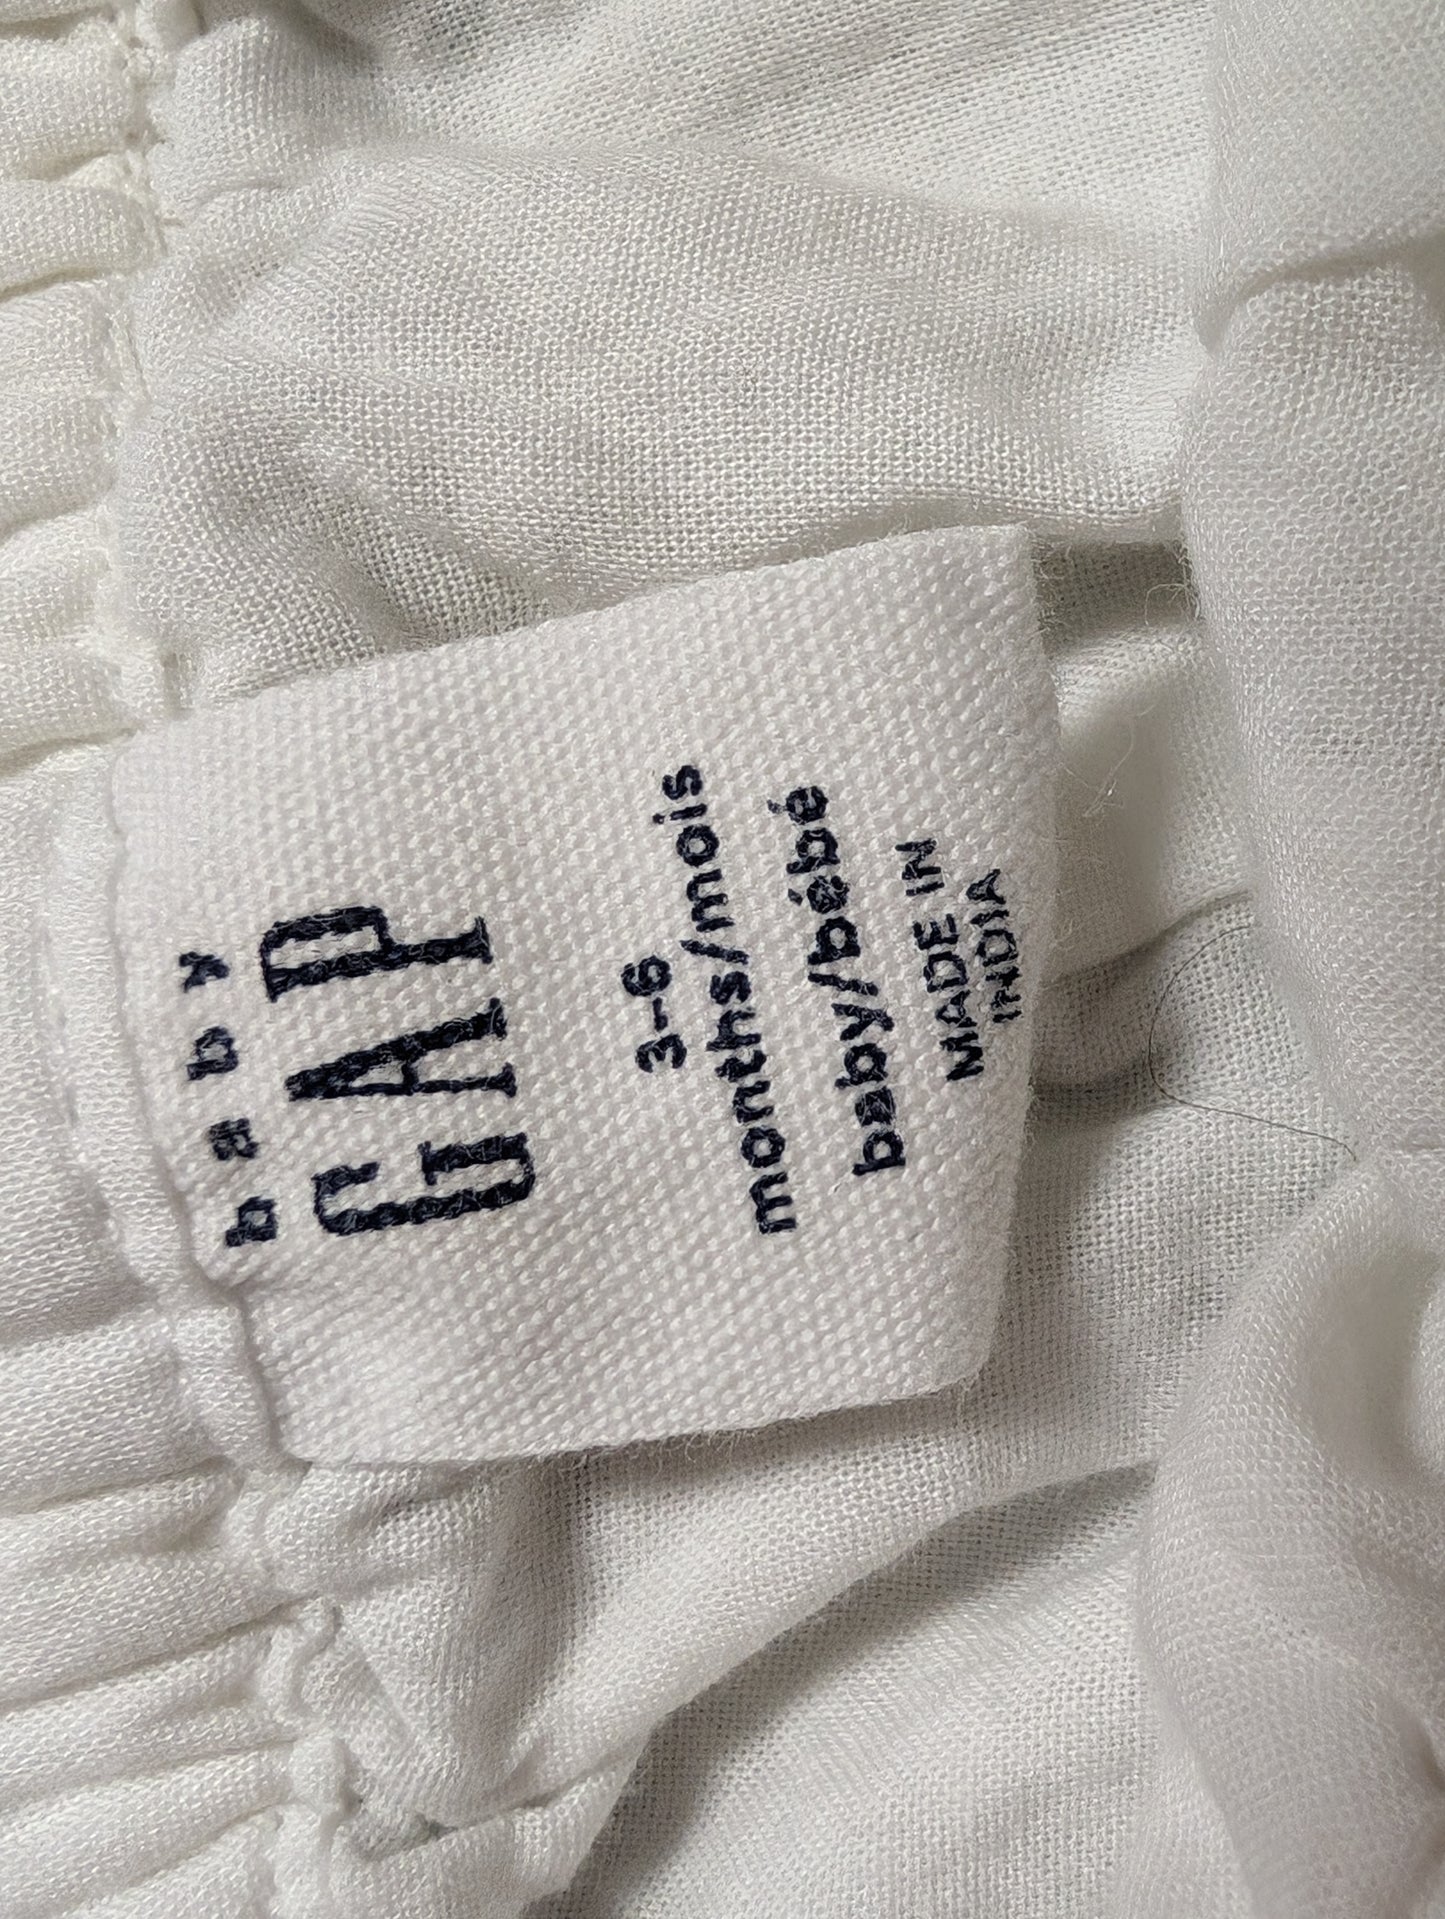 baby
GAP
3-6
months/mois
baby/bébé
MADE IN
INDIA